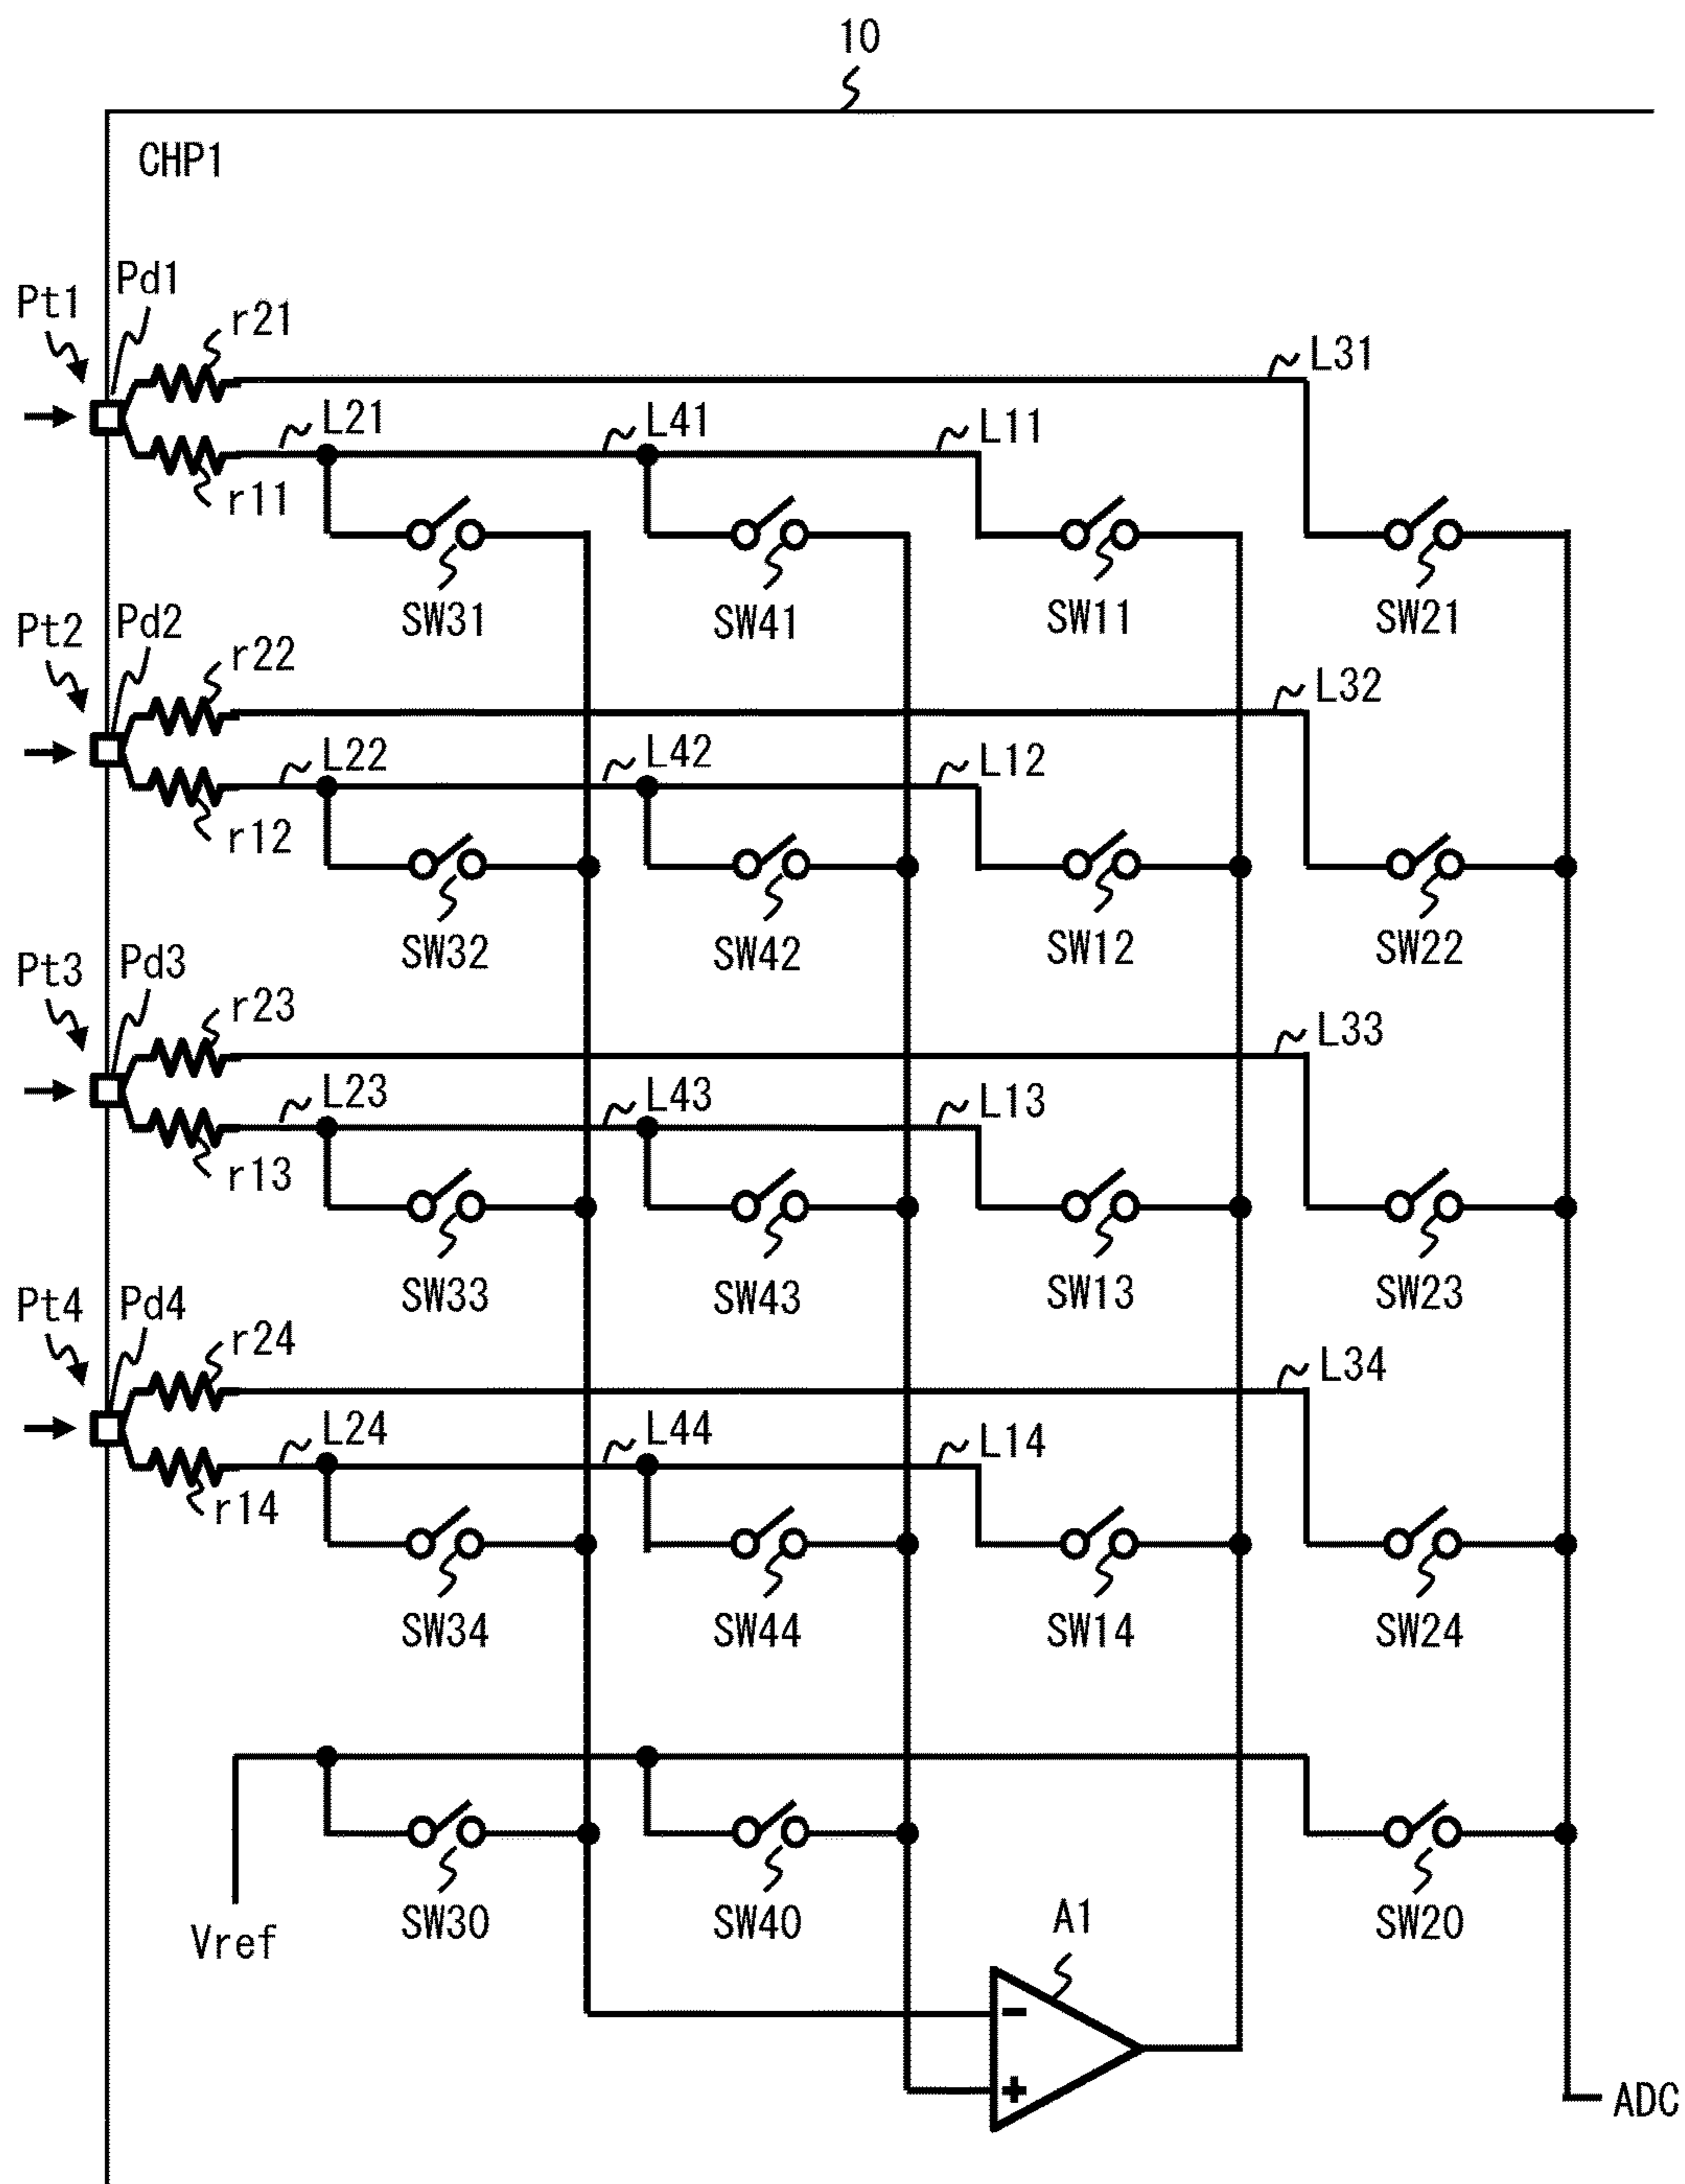 10
CHP1
Pt1
Pd1
r21
L31
L21
L41
L11
r11
SW31
SW41
SW11
SW21
Pt2
Pd2
r22
L32
L22
L42
L12
r12
SW32
SW42
SW12
SW22
Pt3
Pd3
r23
L33
L23
L43
L13
r13
SW33
SW43
SW13
SW23
Pt4
Pd4
r24
L34
L24
L44
L14
r14
SW34
SW44
SW14
SW24
Vref
SW30
SW40
A1
SW20
-
+
ADC